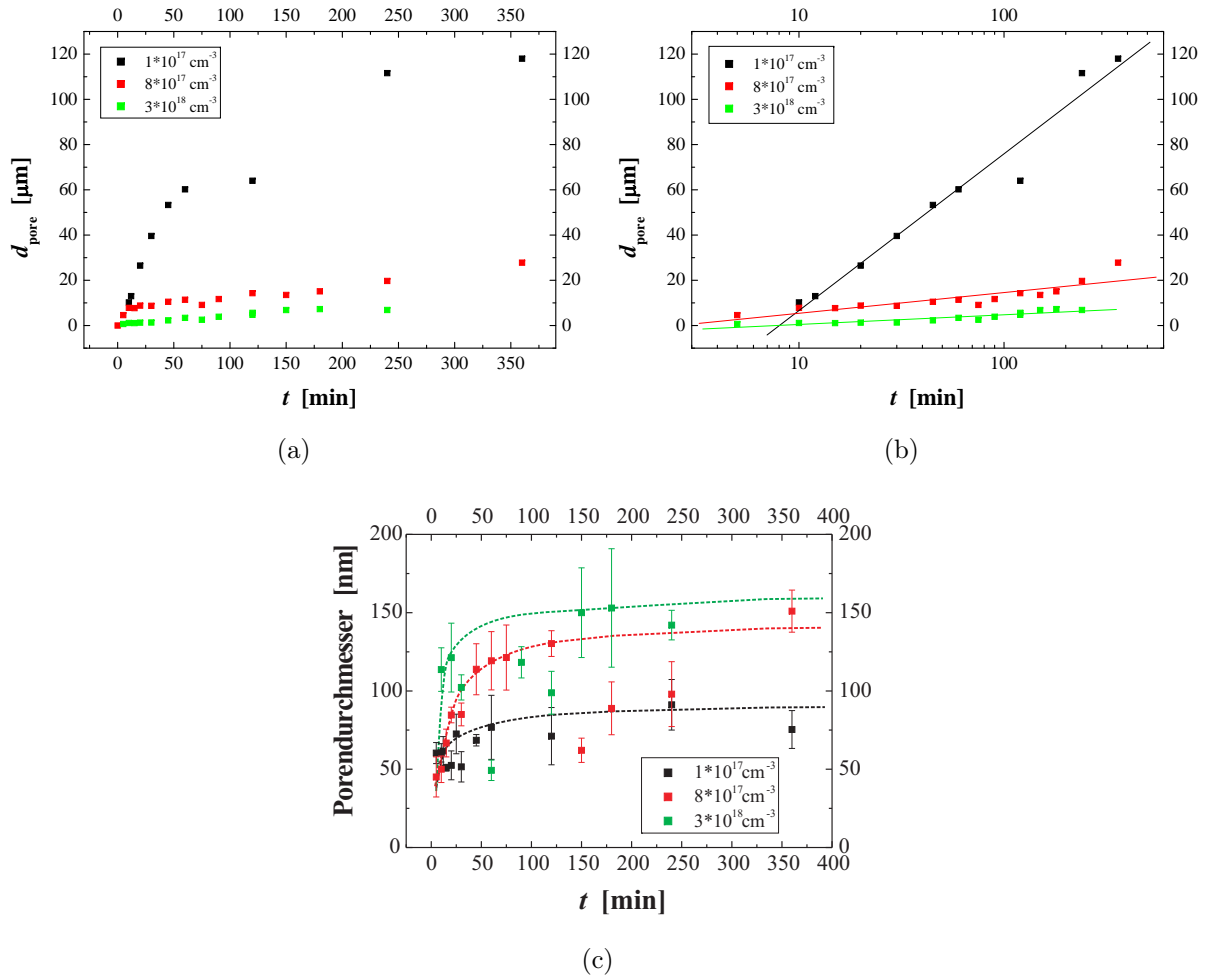 0 50 100 150 200 250 300 350
120
100
80
60
40
20
0
120
100
80
60
40
20
0
1*10^17 cm^-3
8*10^17 cm^-3
3*10^18 cm^-3
d_pore [µm]
0 50 100 150 200 250 300 350
t [min]
(a)
10 100
120
100
80
60
40
20
0
120
100
80
60
40
20
0
1*10^17 cm^-3
8*10^17 cm^-3
3*10^18 cm^-3
d_pore [µm]
10 100
t [min]
(b)
0 50 100 150 200 250 300 350 400
200
150
100
50
0
200
150
100
50
0
Porendurchmesser [nm]
1*10^17cm^-3
8*10^17cm^-3
3*10^18cm^-3
0 50 100 150 200 250 300 350 400
t [min]
(c)